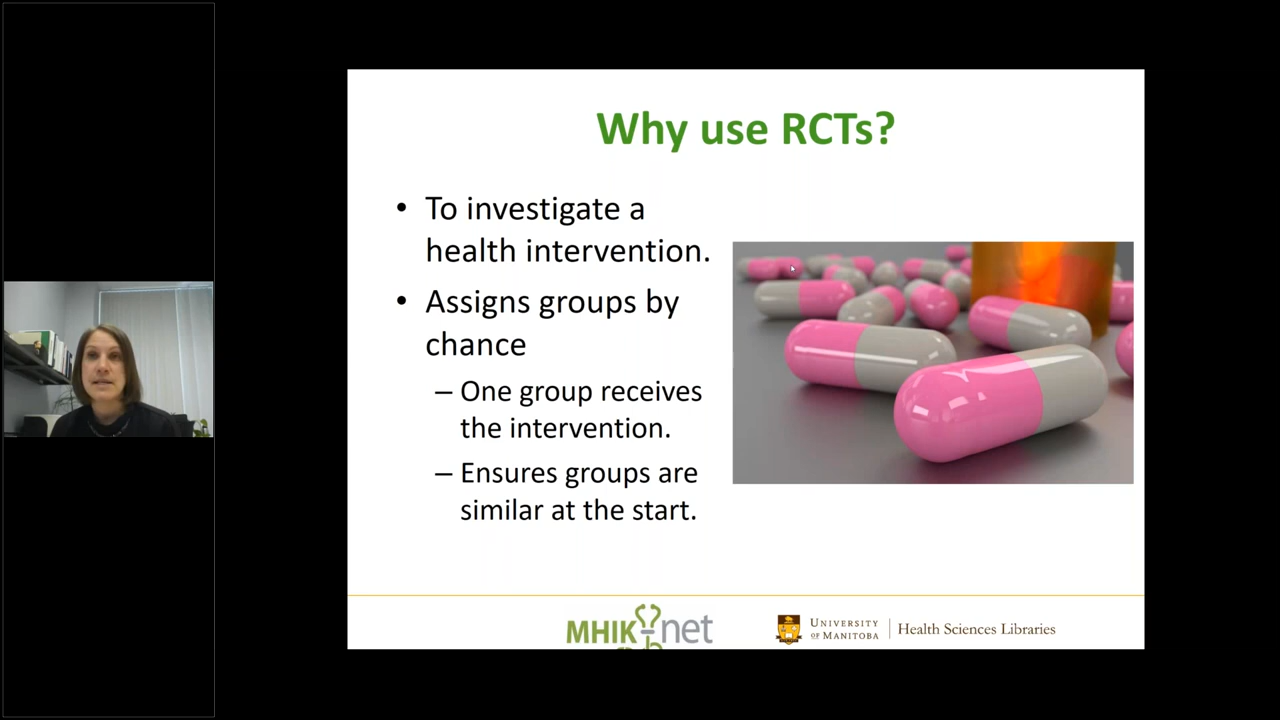 Why use RCTs?
• To investigate a
health intervention.
• Assigns groups by
chance
– One group receives
the intervention.
– Ensures groups are
similar at the start.
MHIK-net
UNIVERSITY
OF MANITOBA
Health Sciences Libraries